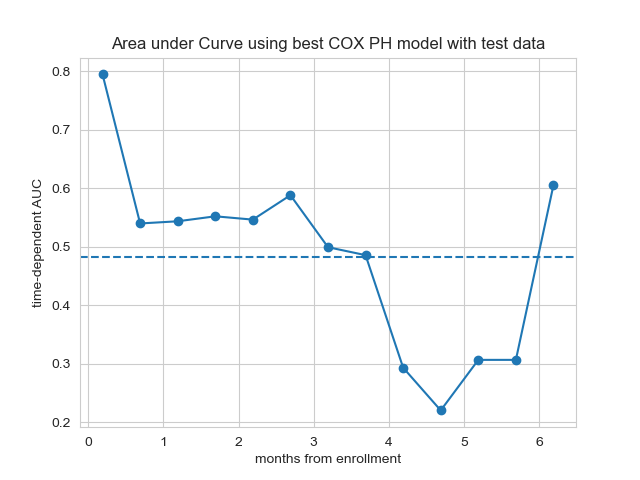 Area under Curve using best COX PH model with test data
time-dependent AUC
0.8
0.7
0.6
0.5
0.4
0.3
0.2
0 1 2 3 4 5 6
months from enrollment